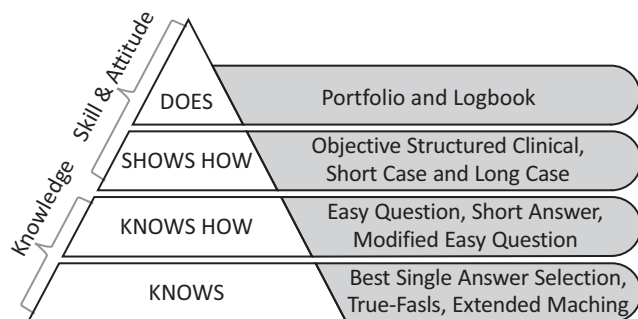 Skill & Attitude
Knowledge
DOES
Portfolio and Logbook
SHOWS HOW
Objective Structured Clinical,
Short Case and Long Case
KNOWS HOW
Easy Question, Short Answer,
Modified Easy Question
KNOWS
Best Single Answer Selection,
True-Fasls, Extended Maching